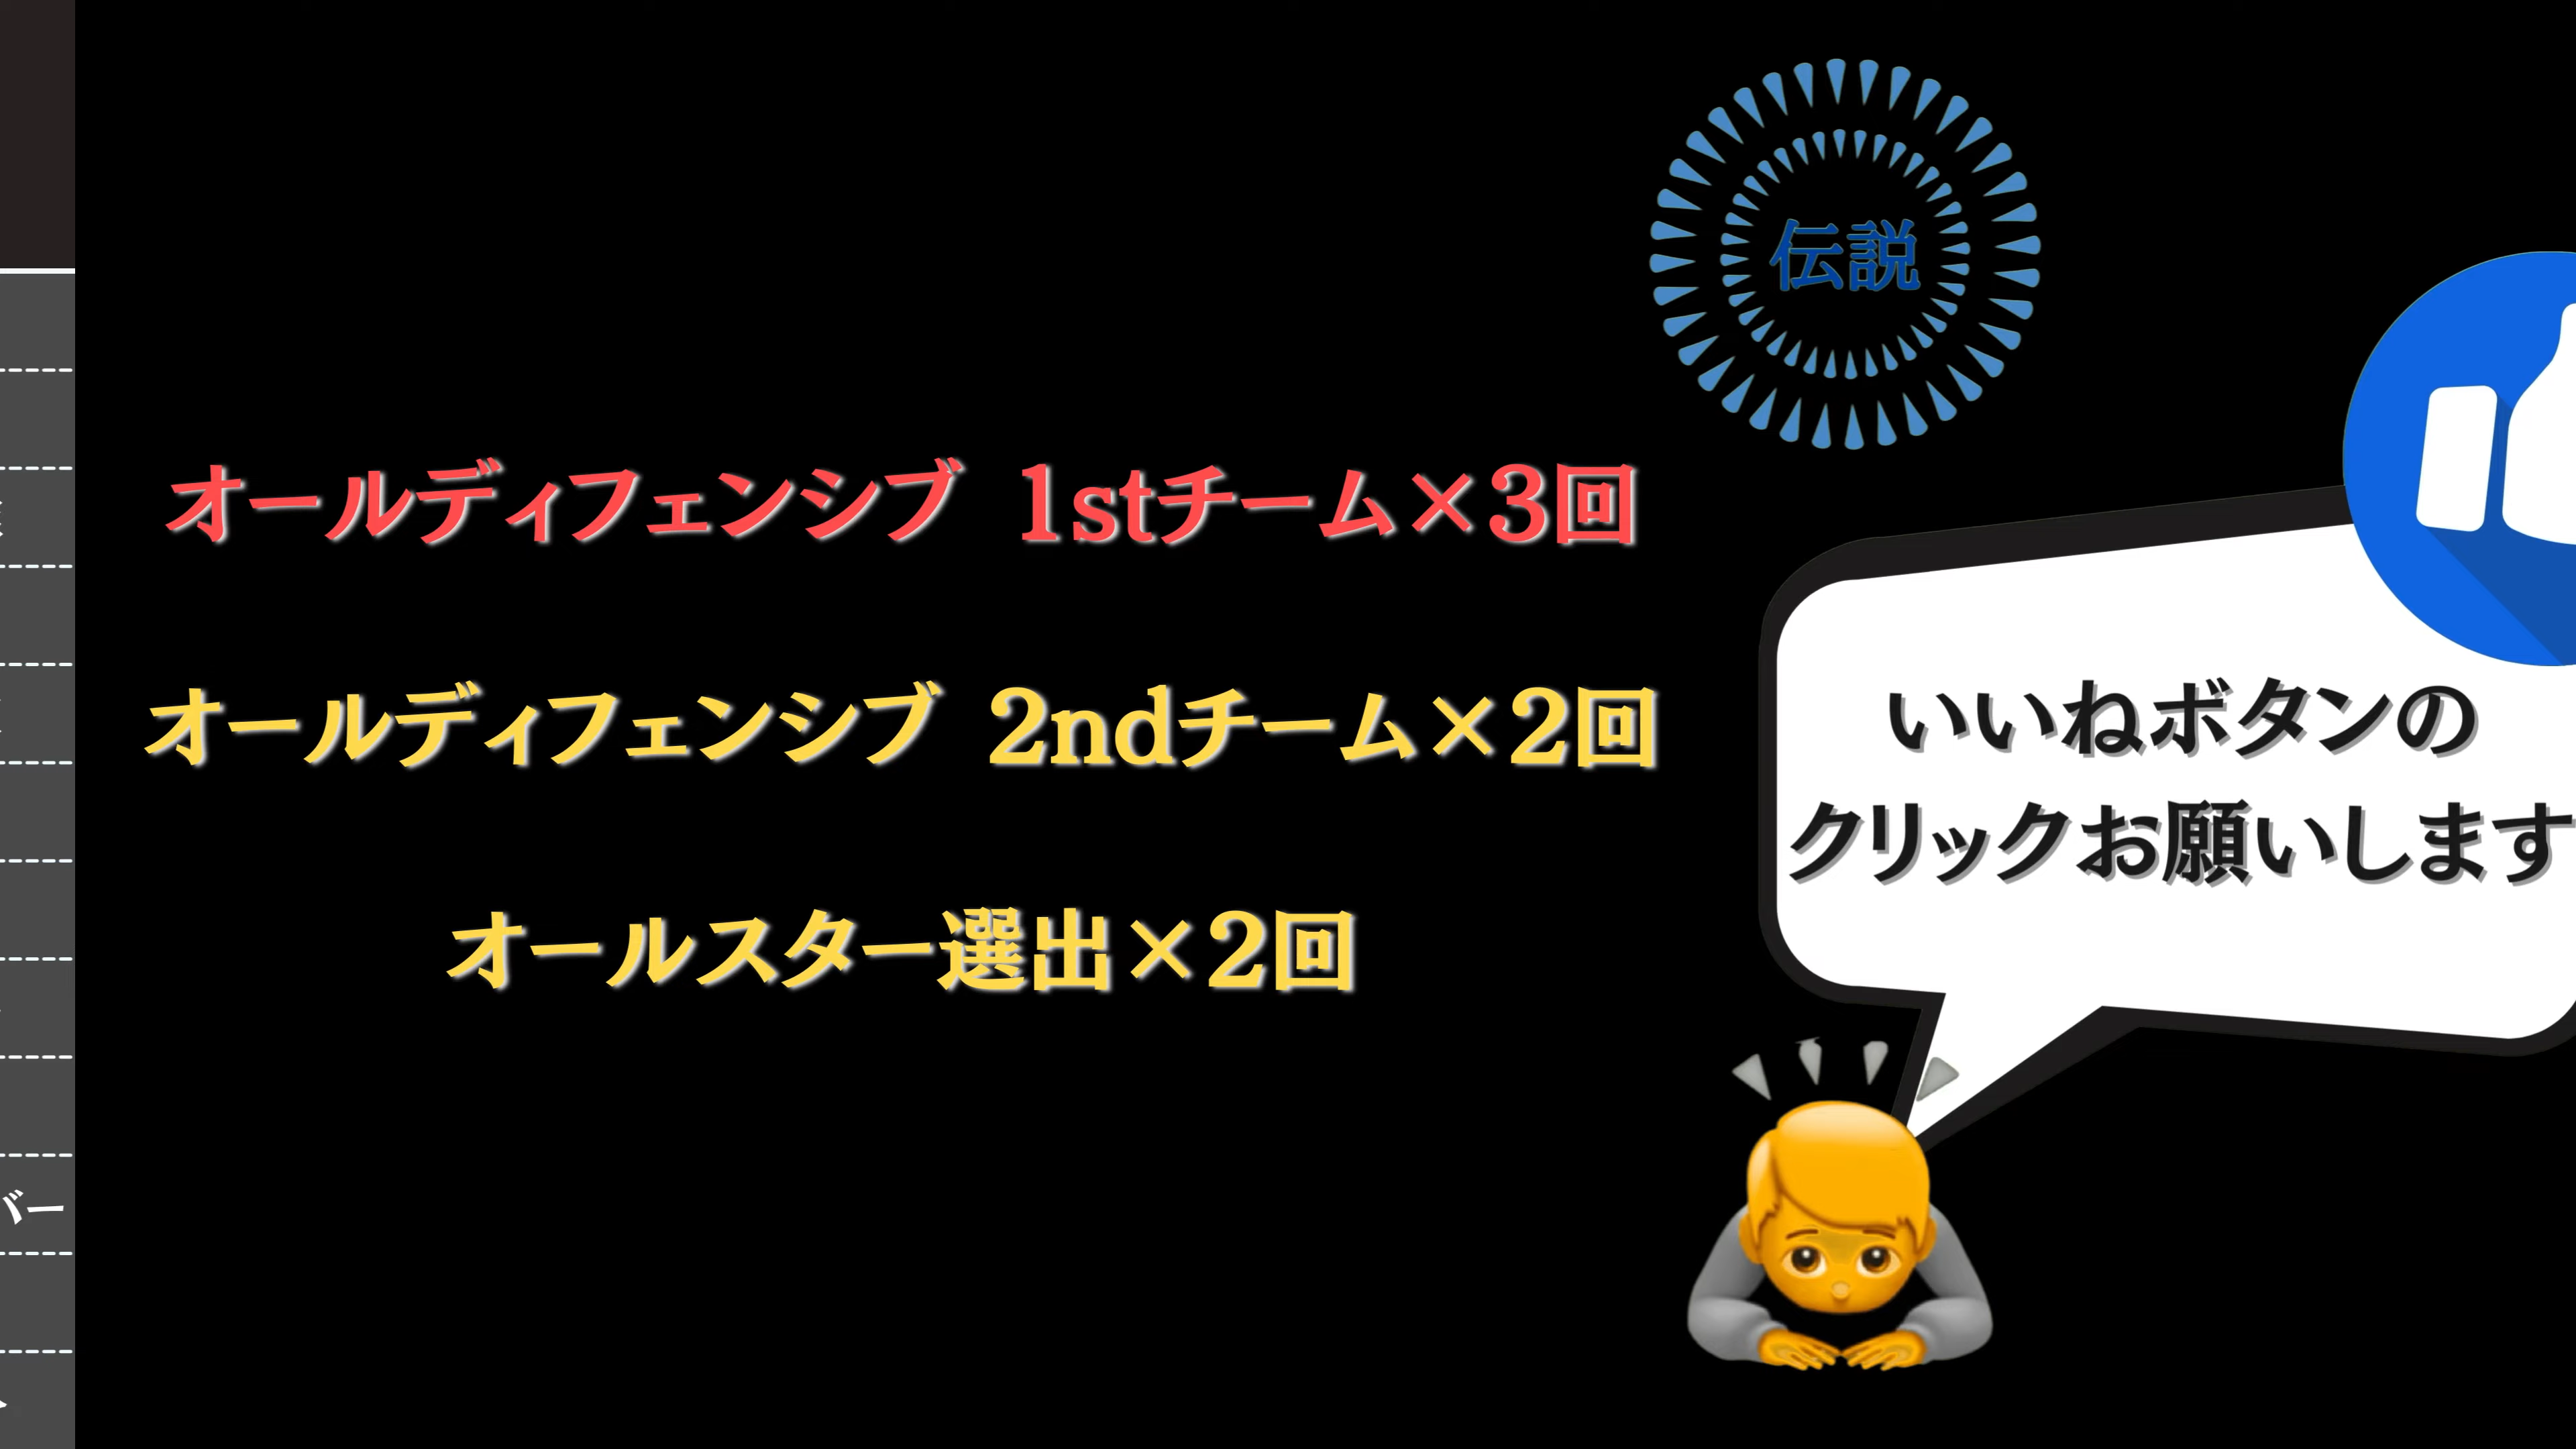 伝説
オールディフェンシブ 1stチーム×3回
オールディフェンシブ 2ndチーム×2回
オールスター選出×2回
いいねボタンの
クリックお願いします
バー